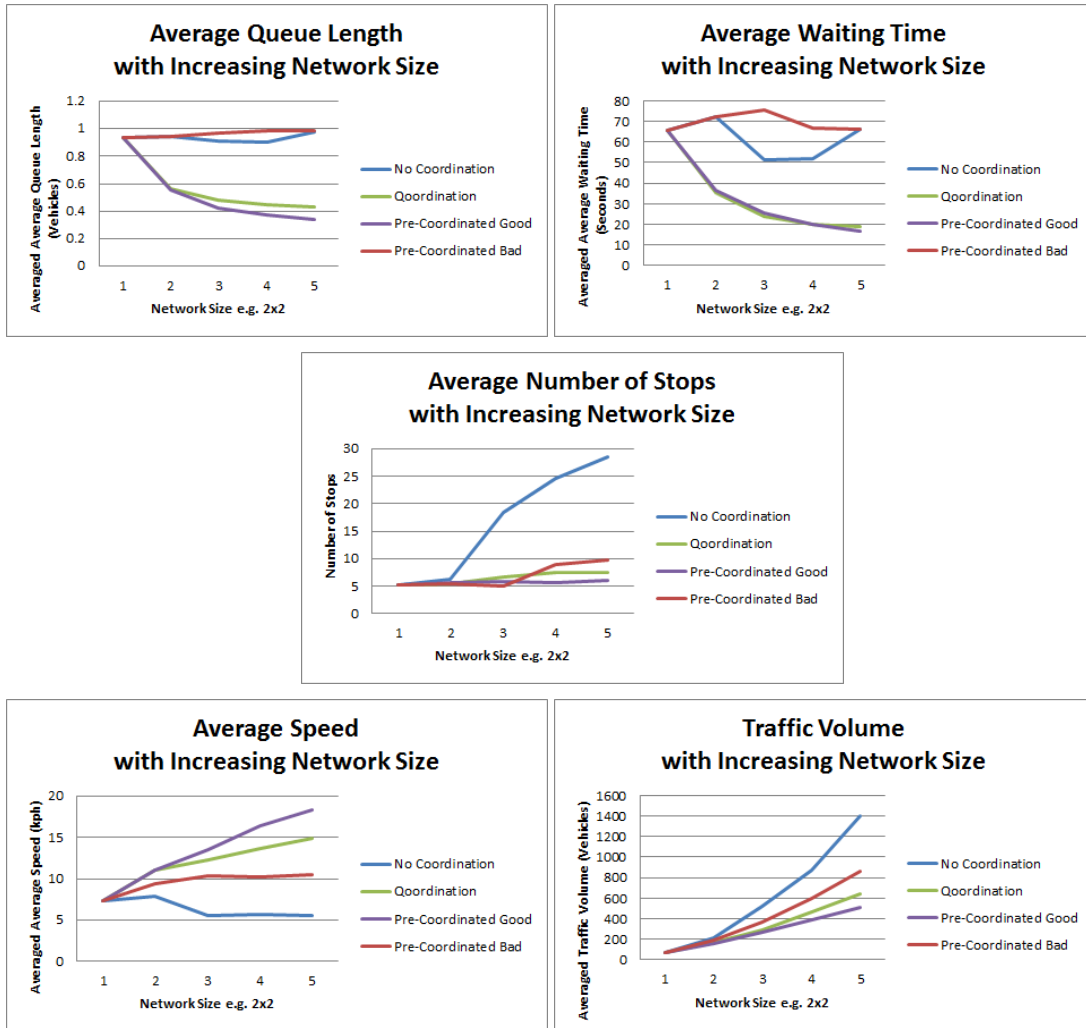 Average Queue Length
with Increasing Network Size
Averaged Average Queue Length
(Vehicles)
1.2
1
0.8
0.6
0.4
0.2
0
1 2 3 4 5
Network Size e.g. 2x2
No Coordination
Qoordination
Pre-Coordinated Good
Pre-Coordinated Bad
Average Waiting Time
with Increasing Network Size
Averaged Average Waiting Time
(Seconds)
80
70
60
50
40
30
20
10
0
1 2 3 4 5
Network Size e.g. 2x2
No Coordination
Qoordination
Pre-Coordinated Good
Pre-Coordinated Bad
Average Number of Stops
with Increasing Network Size
Number of Stops
30
25
20
15
10
5
0
1 2 3 4 5
Network Size e.g. 2x2
No Coordination
Qoordination
Pre-Coordinated Good
Pre-Coordinated Bad
Average Speed
with Increasing Network Size
Averaged Average Speed (kph)
20
15
10
5
0
1 2 3 4 5
Network Size e.g. 2x2
No Coordination
Qoordination
Pre-Coordinated Good
Pre-Coordinated Bad
Traffic Volume
with Increasing Network Size
Averaged Traffic Volume (Vehicles)
1600
1400
1200
1000
800
600
400
200
0
1 2 3 4 5
Network Size e.g. 2x2
No Coordination
Qoordination
Pre-Coordinated Good
Pre-Coordinated Bad